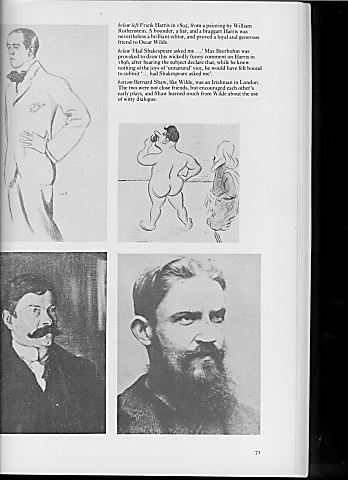 below left Frank Harris in 1895, from a painting by William
Rothenstein. A bounder, a liar, and a braggart Harris was
nevertheless a brilliant editor, and proved a loyal and generous
friend to Oscar Wilde.
below 'Had Shakespeare asked me . . .' Max Beerbohm was
provoked to draw this wickedly funny comment on Harris in
1896, after hearing the subject declare that, while he knew
nothing of the joys of 'unnatural' vice, he would have felt bound
to submit '. . . had Shakespeare asked me'.
bottom Bernard Shaw, like Wilde, was an Irishman in London.
The two were not close friends, but encouraged each other's
early plays, and Shaw learned much from Wilde about the use
of witty dialogue.
71